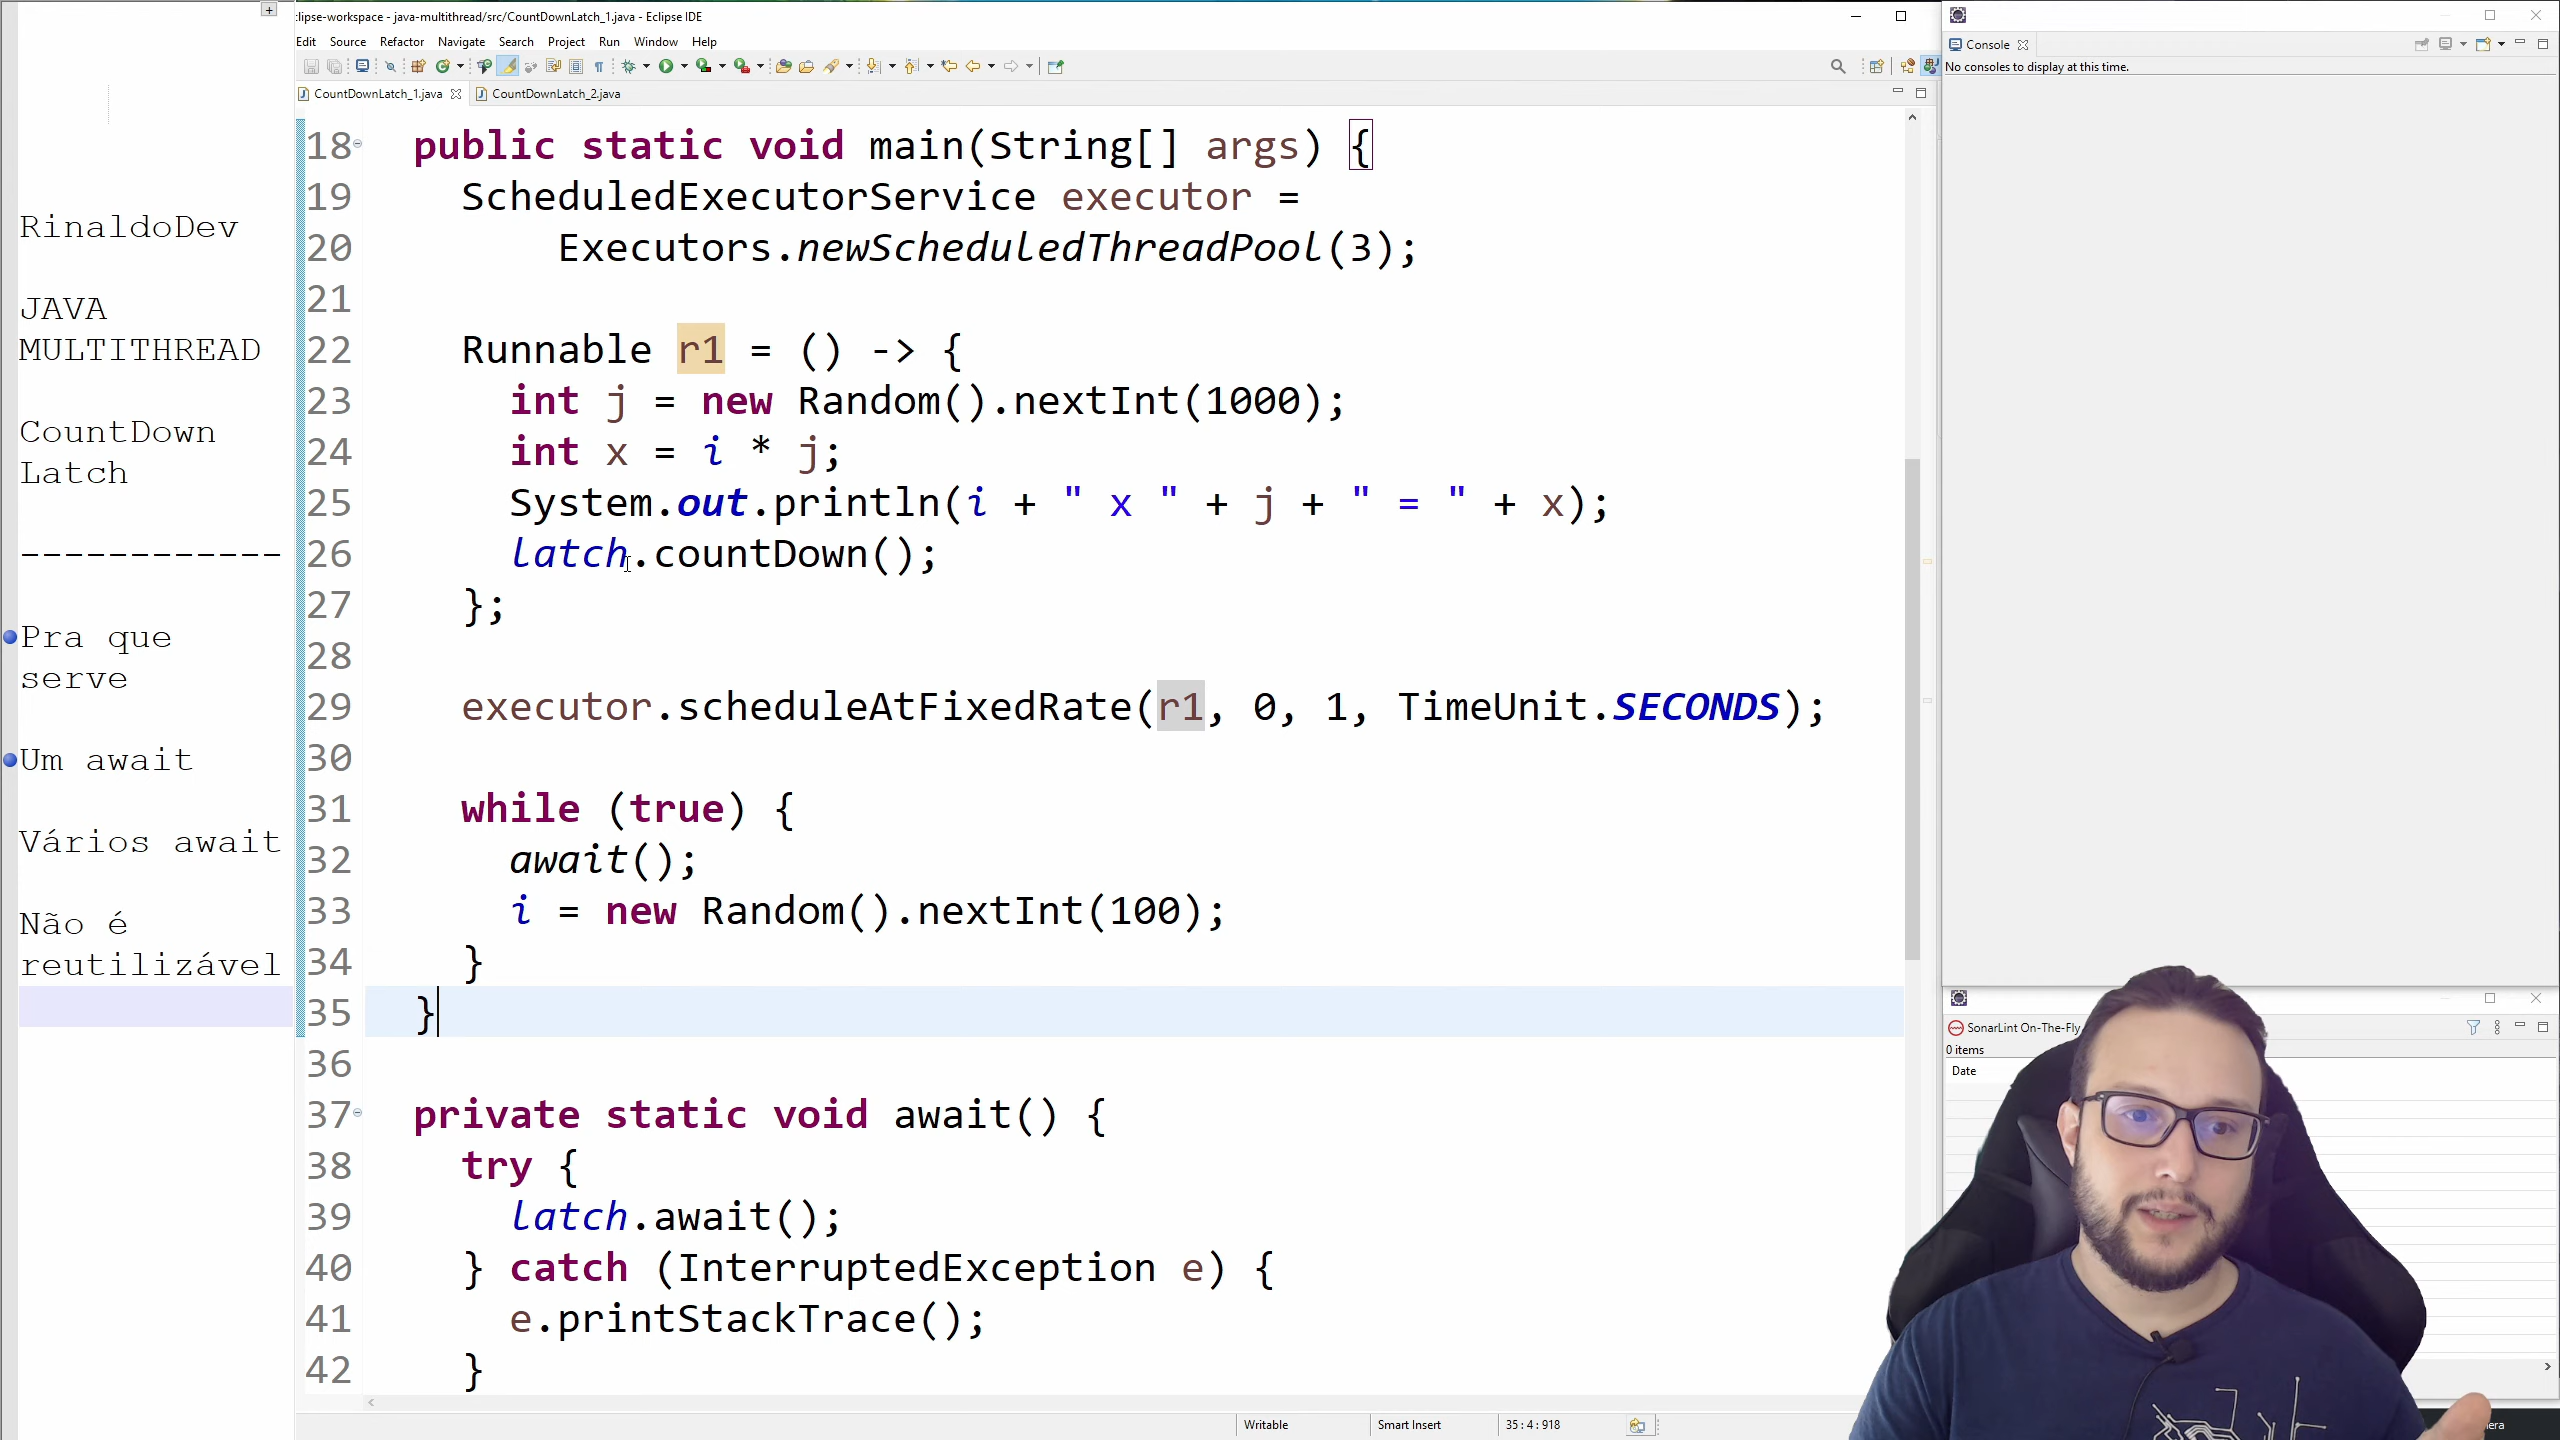 +
RinaldoDev
JAVA
MULTITHREAD
CountDown
Latch
------------
Pra que
serve
Um await
Vários await
Não é
reutilizável
clipse-workspace - java-multithread/src/CountDownLatch_1.java - Eclipse IDE
Edit Source Refactor Navigate Search Project Run Window Help
CountDownLatch_1.java CountDownLatch_2.java
18 public static void main(String[] args) {
19 ScheduledExecutorService executor =
20 Executors.newScheduledThreadPool(3);
21
22 Runnable r1 = () -> {
23 int j = new Random().nextInt(1000);
24 int x = i * j;
25 System.out.println(i + " x " + j + " = " + x);
26 latch.countDown();
27 };
28
29 executor.scheduleAtFixedRate(r1, 0, 1, TimeUnit.SECONDS);
30
31 while (true) {
32 await();
33 i = new Random().nextInt(100);
34 }
35 }
36
37 private static void await() {
38 try {
39 latch.await();
40 } catch (InterruptedException e) {
41 e.printStackTrace();
42 }
Writable Smart Insert 35 : 4 : 918
Console
No consoles to display at this time.
SonarLint On-The-Fly
0 items
Date